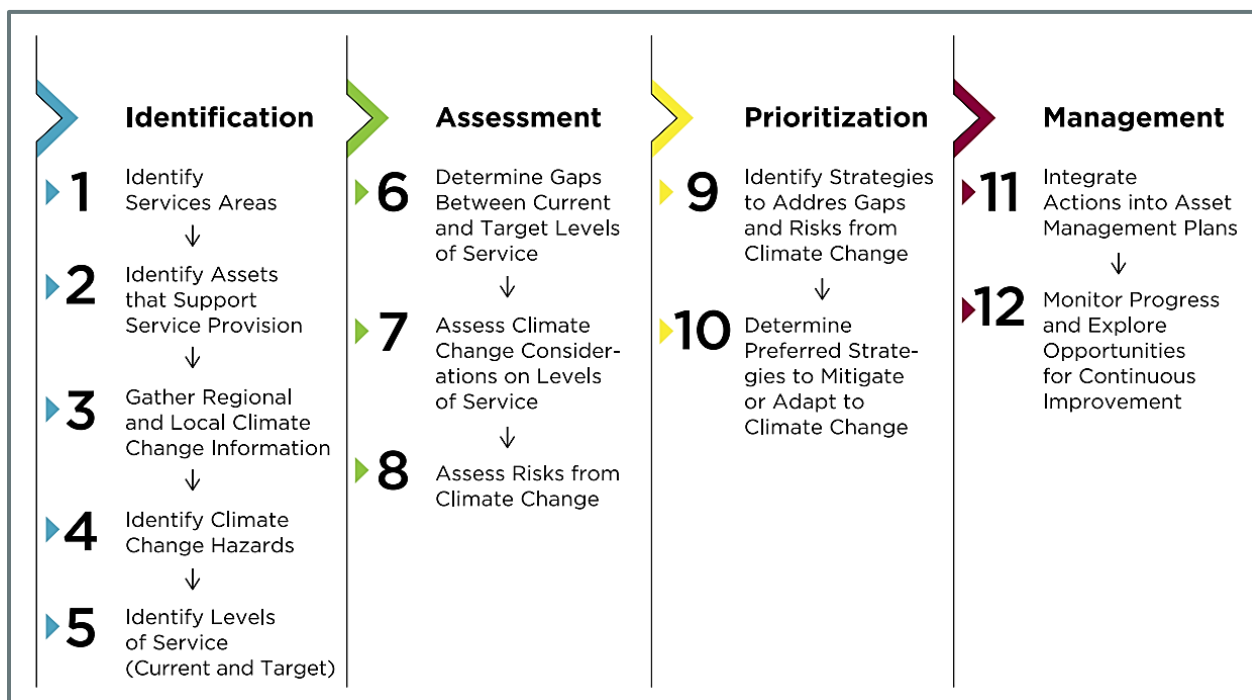 Identification
1
Identify
Services Areas
2
Identify Assets
that Support
Service Provision
3
Gather Regional
and Local Climate
Change Information
4
Identify Climate
Change Hazards
5
Identify Levels
of Service
(Current and Target)
Assessment
6
Determine Gaps
Between Current
and Target Levels
of Service
7
Assess Climate
Change Consider-
ations on Levels
of Service
8
Assess Risks from
Climate Change
Prioritization
9
Identify Strategies
to Addres Gaps
and Risks from
Climate Change
10
Determine
Preferred Strate-
gies to Mitigate
or Adapt to
Climate Change
Management
11
Integrate
Actions into Asset
Management Plans
12
Monitor Progress
and Explore
Opportunities
for Continuous
Improvement